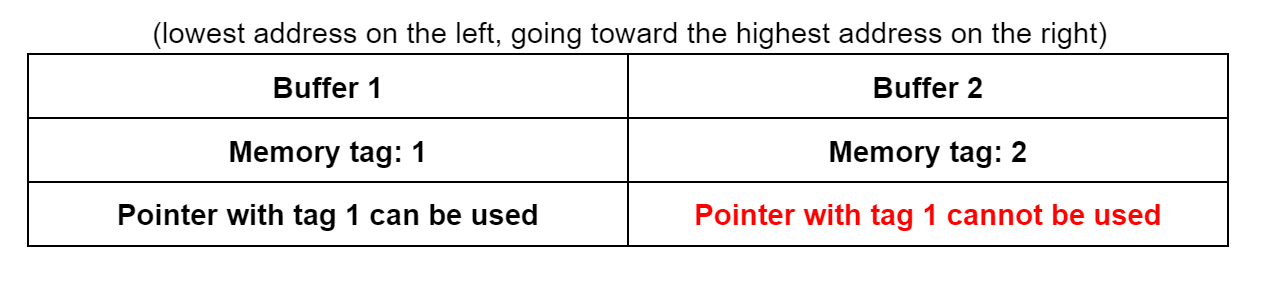 (lowest address on the left, going toward the highest address on the right)
Buffer 1
Buffer 2
Memory tag: 1
Memory tag: 2
Pointer with tag 1 can be used
Pointer with tag 1 cannot be used